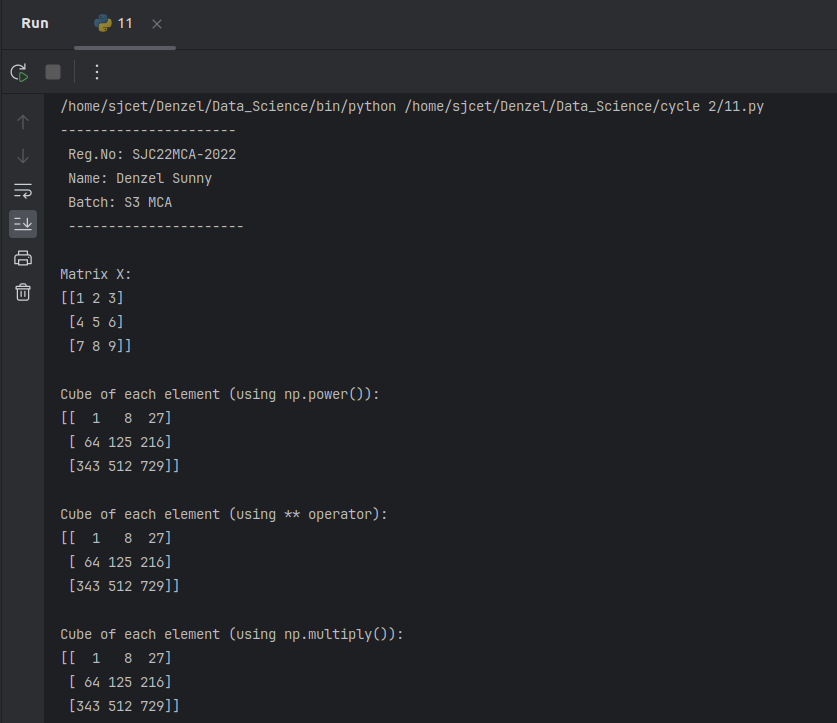 Run 11
/home/sjcet/Denzel/Data_Science/bin/python /home/sjcet/Denzel/Data_Science/cycle 2/11.py
----------------------
 Reg.No: SJC22MCA-2022
 Name: Denzel Sunny
 Batch: S3 MCA
 ----------------------
Matrix X:
[[1 2 3]
 [4 5 6]
 [7 8 9]]
Cube of each element (using np.power()):
[[  1   8  27]
 [ 64 125 216]
 [343 512 729]]
Cube of each element (using ** operator):
[[  1   8  27]
 [ 64 125 216]
 [343 512 729]]
Cube of each element (using np.multiply()):
[[  1   8  27]
 [ 64 125 216]
 [343 512 729]]